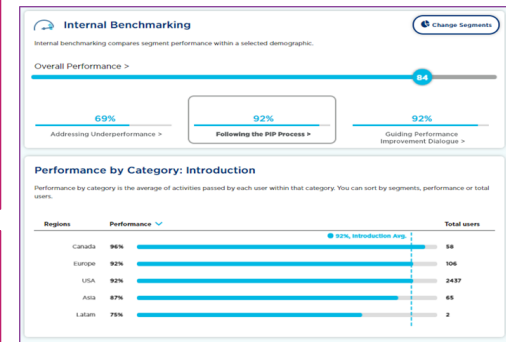 Internal Benchmarking
Change Segments
Internal benchmarking compares segment performance within a selected demographic.
Overall Performance >
84
69%
92%
92%
Addressing Underperformance >
Following the PIP Process >
Guiding Performance
Improvement Dialogue >
Performance by Category: Introduction
Performance by category is the average of activities passed by each user within that category. You can sort by segments, performance or total
users.
Regions
Performance
Total users
92%, Introduction Avg.
Canada 96% 58
Europe 92% 106
USA 92% 2437
Asia 87% 65
Latam 75% 2